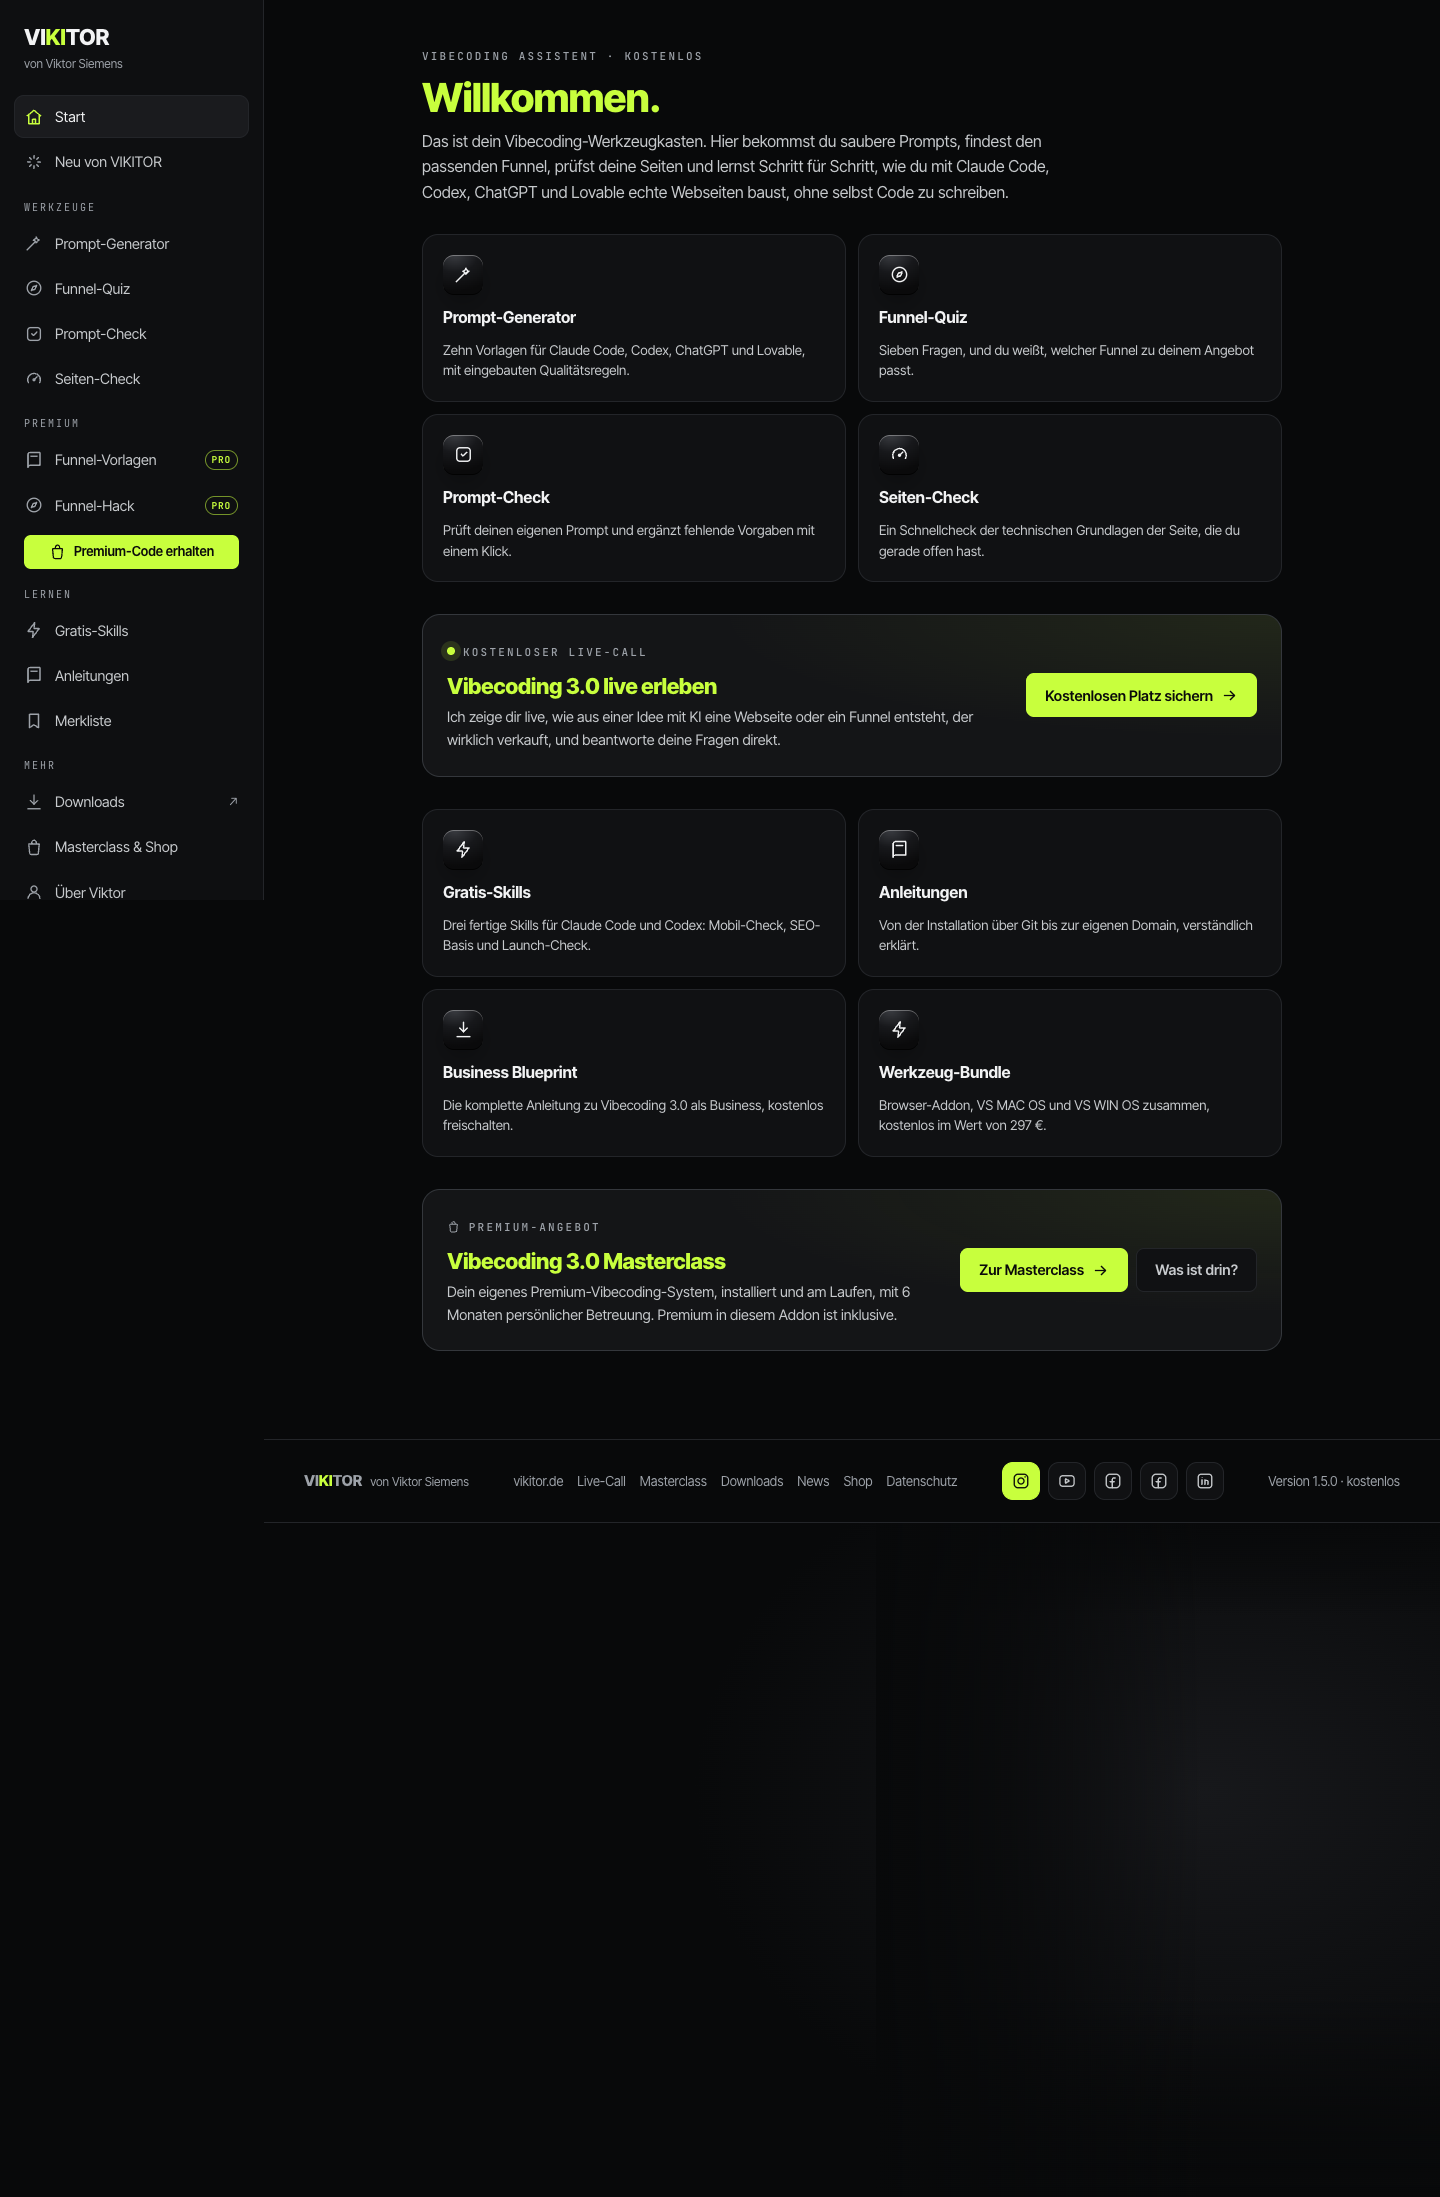 VIKITOR
von Viktor Siemens
Start
Neu von VIKITOR
WERKZEUGE
Prompt-Generator
Funnel-Quiz
Prompt-Check
Seiten-Check
PREMIUM
Funnel-Vorlagen PRO
Funnel-Hack PRO
Premium-Code erhalten
LERNEN
Gratis-Skills
Anleitungen
Merkliste
MEHR
Downloads
Masterclass & Shop
Über Viktor
VIBECODING ASSISTENT · KOSTENLOS
Willkommen.
Das ist dein Vibecoding-Werkzeugkasten. Hier bekommst du saubere Prompts, findest den
passenden Funnel, prüfst deine Seiten und lernst Schritt für Schritt, wie du mit Claude Code,
Codex, ChatGPT und Lovable echte Webseiten baust, ohne selbst Code zu schreiben.
Prompt-Generator
Zehn Vorlagen für Claude Code, Codex, ChatGPT und Lovable,
mit eingebauten Qualitätsregeln.
Funnel-Quiz
Sieben Fragen, und du weißt, welcher Funnel zu deinem Angebot
passt.
Prompt-Check
Prüft deinen eigenen Prompt und ergänzt fehlende Vorgaben mit
einem Klick.
Seiten-Check
Ein Schnellcheck der technischen Grundlagen der Seite, die du
gerade offen hast.
KOSTENLOSER LIVE-CALL
Vibecoding 3.0 live erleben
Ich zeige dir live, wie aus einer Idee mit KI eine Webseite oder ein Funnel entsteht, der
wirklich verkauft, und beantworte deine Fragen direkt.
Kostenlosen Platz sichern →
Gratis-Skills
Drei fertige Skills für Claude Code und Codex: Mobil-Check, SEO-
Basis und Launch-Check.
Anleitungen
Von der Installation über Git bis zur eigenen Domain, verständlich
erklärt.
Business Blueprint
Die komplette Anleitung zu Vibecoding 3.0 als Business, kostenlos
freischalten.
Werkzeug-Bundle
Browser-Addon, VS MAC OS und VS WIN OS zusammen,
kostenlos im Wert von 297 €.
PREMIUM-ANGEBOT
Vibecoding 3.0 Masterclass
Dein eigenes Premium-Vibecoding-System, installiert und am Laufen, mit 6
Monaten persönlicher Betreuung. Premium in diesem Addon ist inklusive.
Zur Masterclass →
Was ist drin?
VIKITOR von Viktor Siemens
vikitor.de Live-Call Masterclass Downloads News Shop Datenschutz
Version 1.5.0 · kostenlos